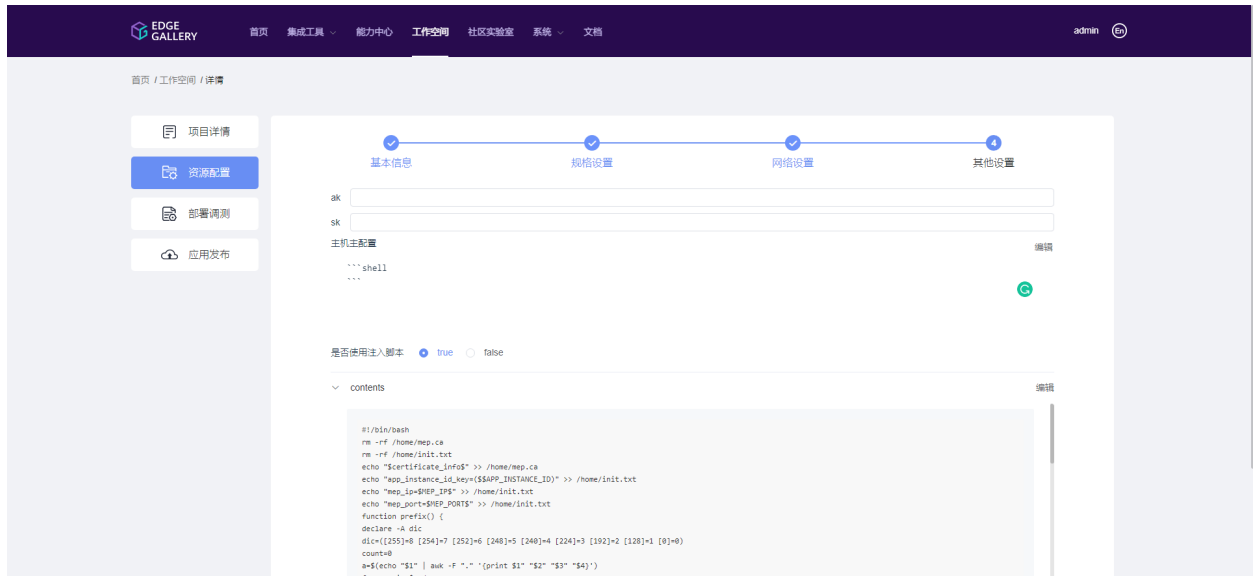 EDGE GALLERY 首页 集成工具 能力中心 工作空间 社区实验室 系统 文档 admin En
首页 / 工作空间 / 详情
项目详情
资源配置
部署调测
应用发布
基本信息 规格设置 网络设置 4 其他设置
ak
sk
主机主配置 编辑
```shell
```
是否使用注入脚本 true false
contents 编辑
#!/bin/bash
rm -rf /home/mep.ca
rm -rf /home/init.txt
echo "$certificate_info$" >> /home/mep.ca
echo "app_instance_id_key=($$APP_INSTANCE_ID)" >> /home/init.txt
echo "mep_ip=$MEP_IP$" >> /home/init.txt
echo "mep_port=$MEP_PORT$" >> /home/init.txt
function prefix() {
declare -A dic
dic=([255]=8 [254]=7 [252]=6 [248]=5 [240]=4 [224]=3 [192]=2 [128]=1 [0]=0)
count=0
a=$(echo "$1" | awk -F "." '{print $1" "$2" "$3" "$4}')